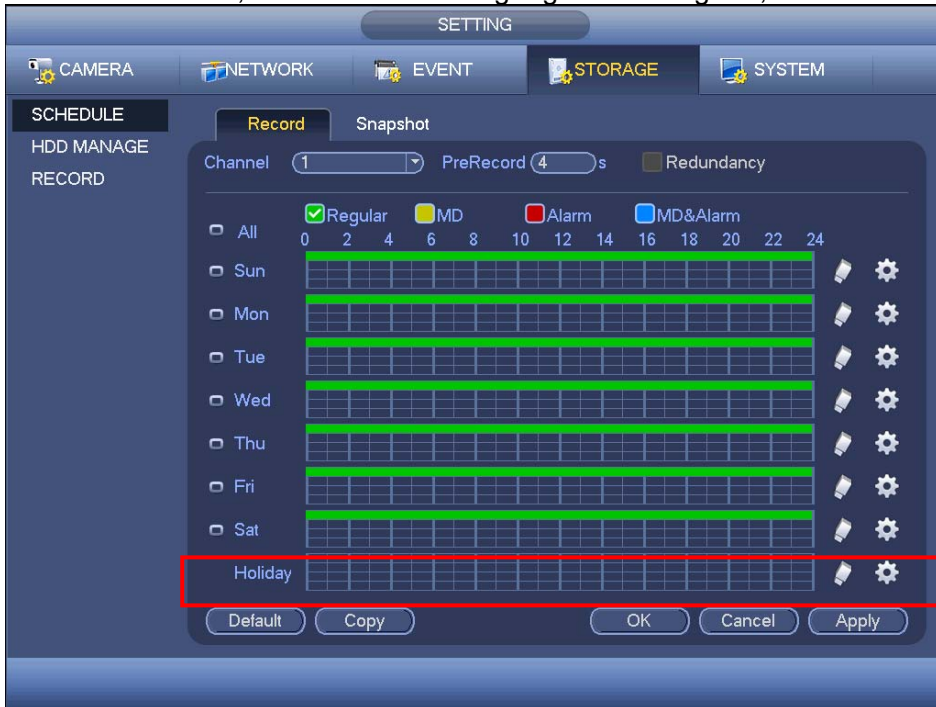 SETTING
CAMERA NETWORK EVENT STORAGE SYSTEM
SCHEDULE
HDD MANAGE
RECORD
Record Snapshot
Channel 1 PreRecord 4 s Redundancy
Regular MD Alarm MD&Alarm
All 0 2 4 6 8 10 12 14 16 18 20 22 24
Sun
Mon
Tue
Wed
Thu
Fri
Sat
Holiday
Default Copy OK Cancel Apply